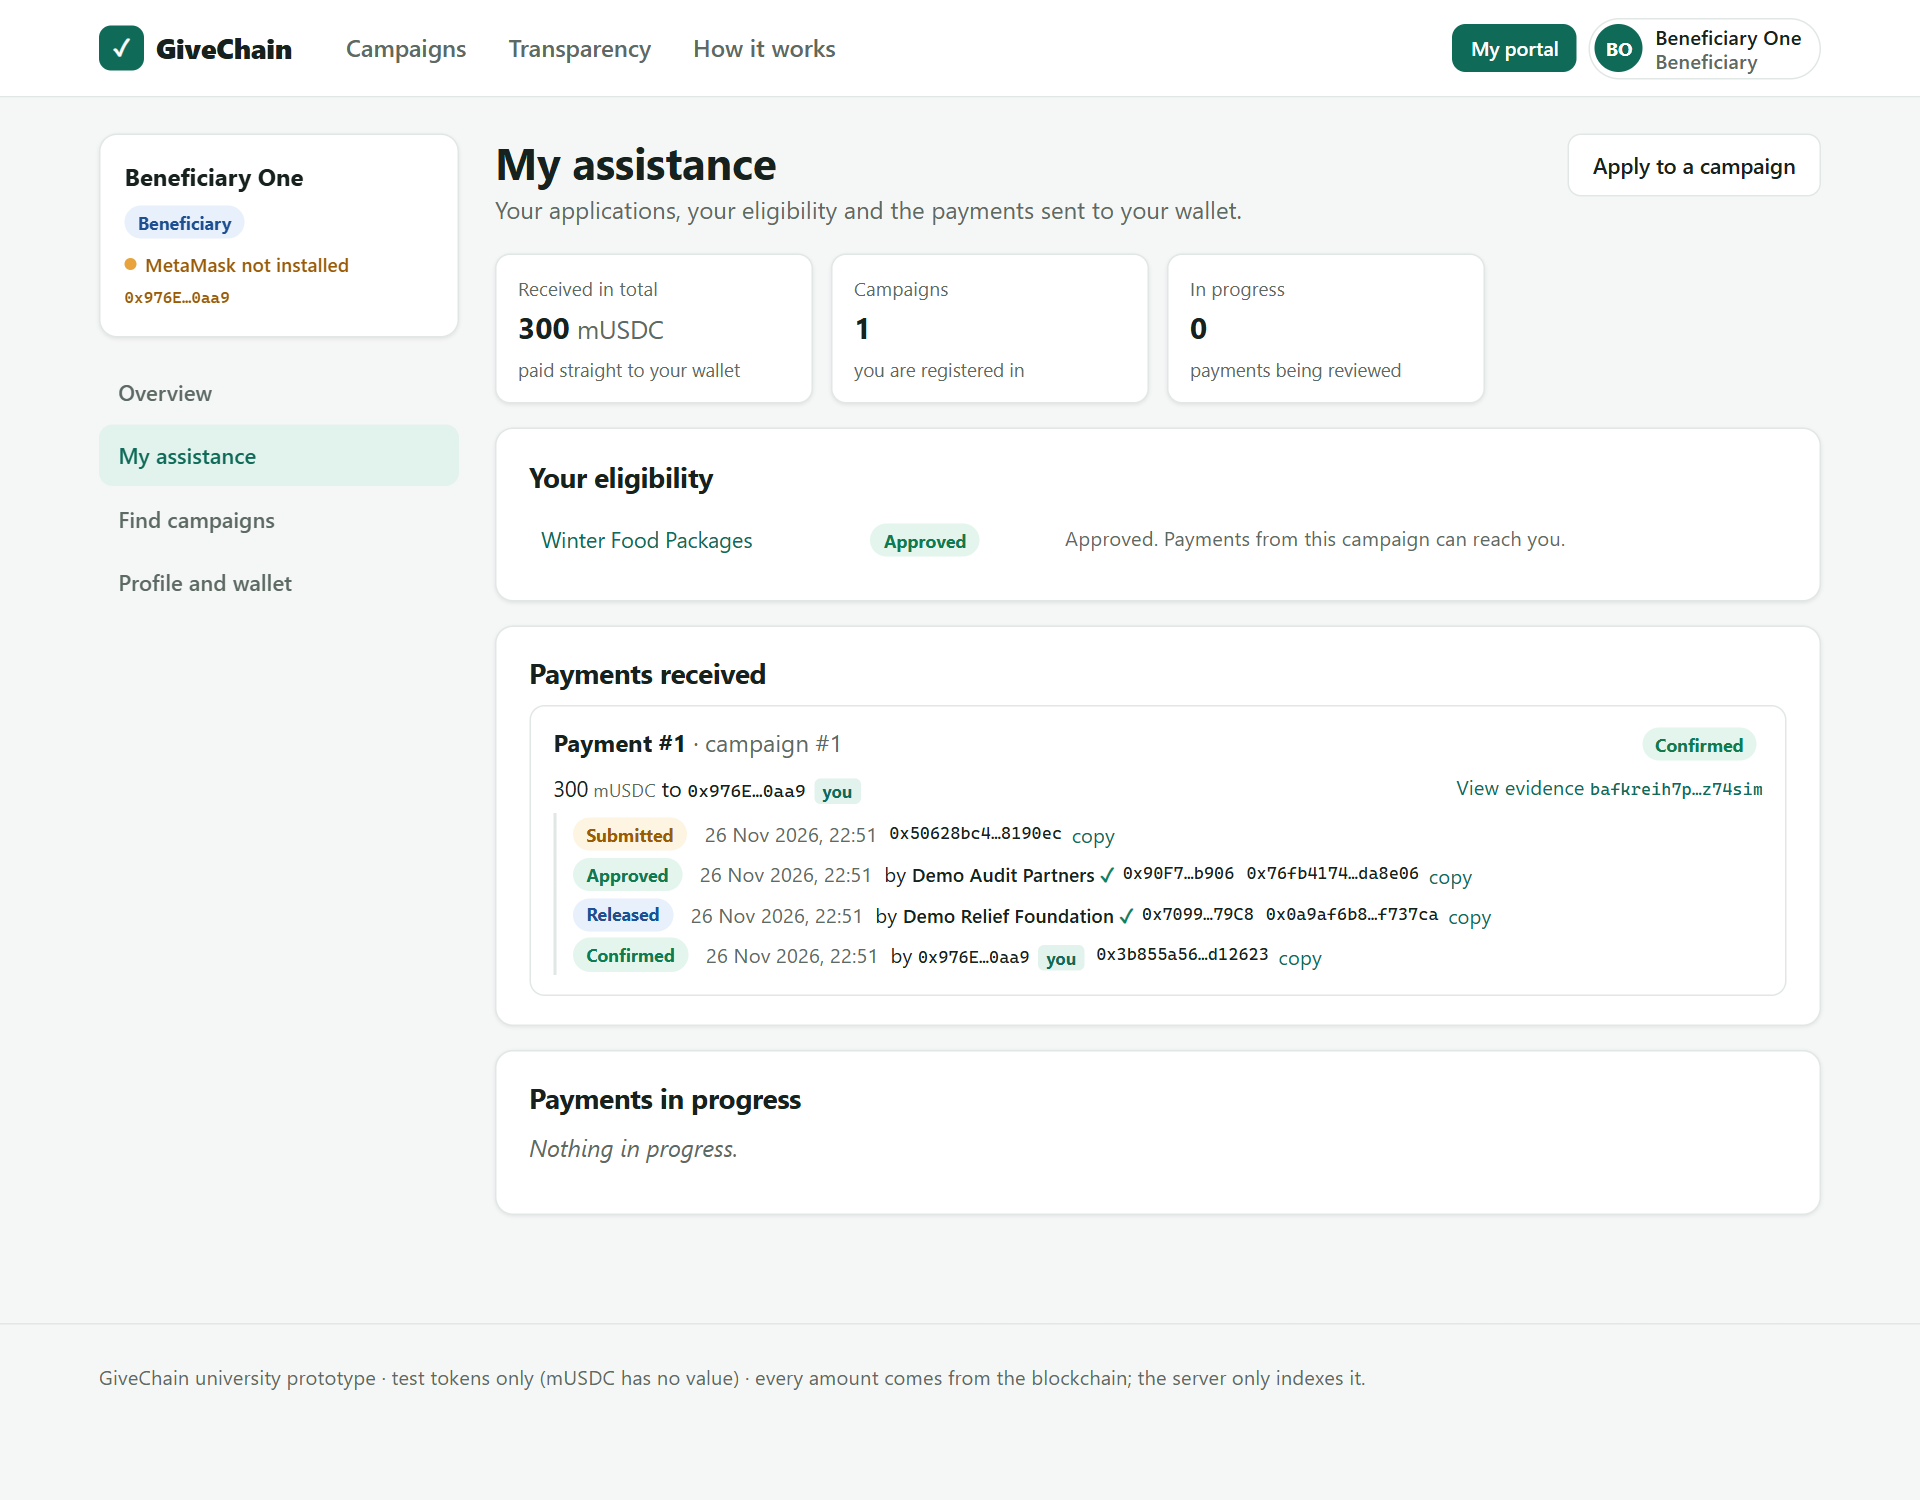 GiveChain
Campaigns
Transparency
How it works
My portal
BO
Beneficiary One
Beneficiary
Beneficiary One
Beneficiary
MetaMask not installed
0x976E…0aa9
Overview
My assistance
Find campaigns
Profile and wallet
My assistance
Your applications, your eligibility and the payments sent to your wallet.
Apply to a campaign
Received in total
300 mUSDC
paid straight to your wallet
Campaigns
1
you are registered in
In progress
0
payments being reviewed
Your eligibility
Winter Food Packages Approved Approved. Payments from this campaign can reach you.
Payments received
Payment #1 · campaign #1 Confirmed
300 mUSDC to 0x976E…0aa9 you View evidence bafkreih7p…z74sim
Submitted 26 Nov 2026, 22:51 0x50628bc4…8190ec copy
Approved 26 Nov 2026, 22:51 by Demo Audit Partners ✓ 0x90F7…b906 0x76fb4174…da8e06 copy
Released 26 Nov 2026, 22:51 by Demo Relief Foundation ✓ 0x7099…79C8 0x0a9af6b8…f737ca copy
Confirmed 26 Nov 2026, 22:51 by 0x976E…0aa9 you 0x3b855a56…d12623 copy
Payments in progress
Nothing in progress.
GiveChain university prototype · test tokens only (mUSDC has no value) · every amount comes from the blockchain; the server only indexes it.